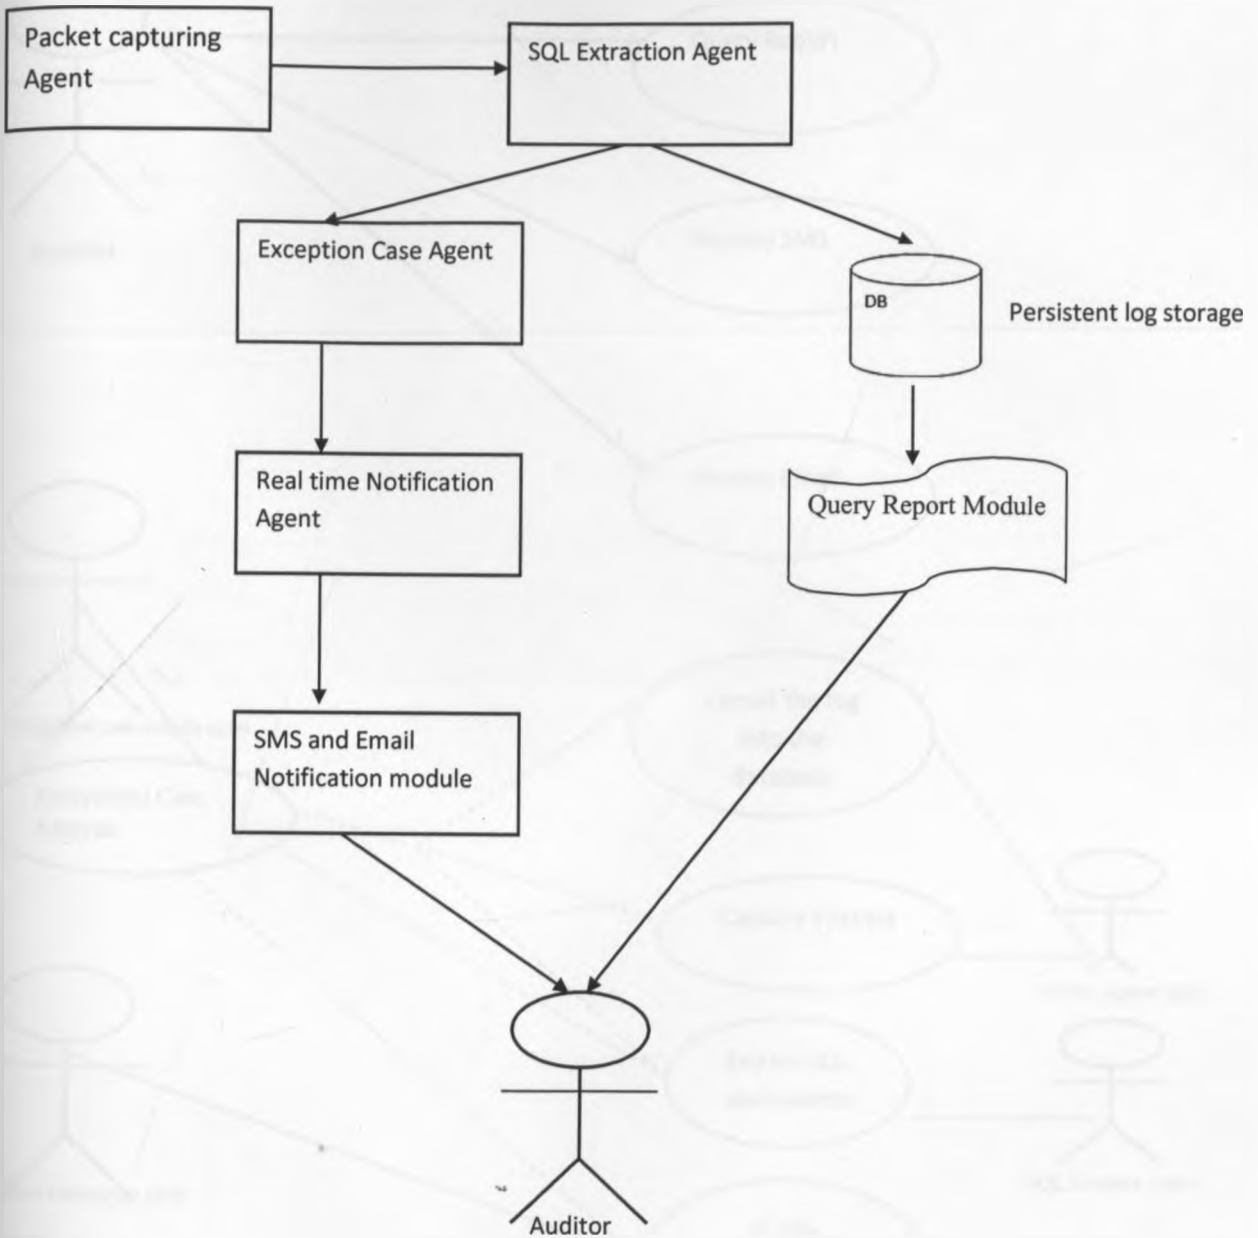 Packet capturing
Agent
SQL Extraction Agent
Exception Case Agent
DB
Persistent log storage
Real time Notification
Agent
Query Report Module
SMS and Email
Notification module
Auditor